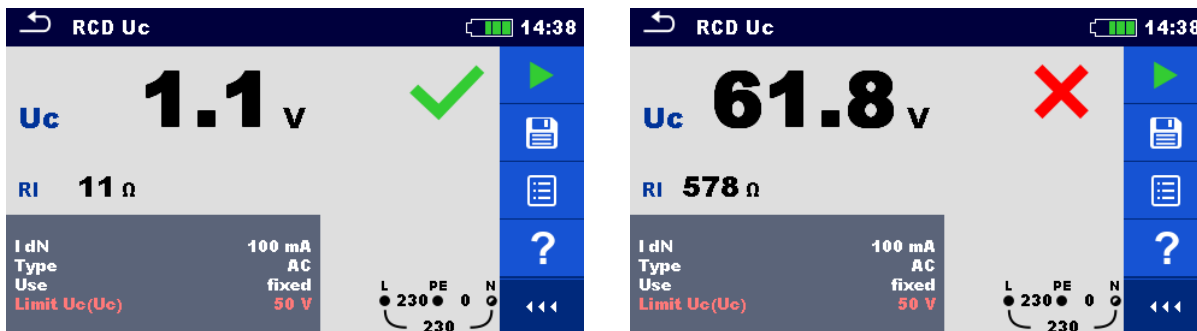 RCD Uc 14:38
Uc 1.1 V
RI 11 Ω
I dN 100 mA
Type AC
Use fixed
Limit Uc(Uc) 50 V
L PE N
230 0
230
?
RCD Uc 14:38
Uc 61.8 V
RI 578 Ω
I dN 100 mA
Type AC
Use fixed
Limit Uc(Uc) 50 V
L PE N
230 0
230
?